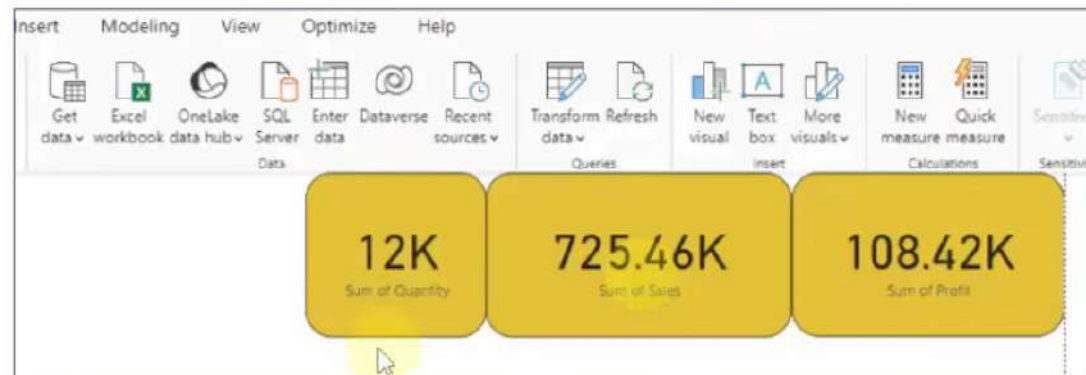 Insert Modeling View Optimize Help
Get data Excel workbook OneLake data hub SQL Server Enter data Dataverse Recent sources Transform data Refresh New visual Text box More visuals New measure Quick measure
Data Queries Insert Calculations
12K 725.46K 108.42K
Sum of Quantity Sum of Sales Sum of Profit